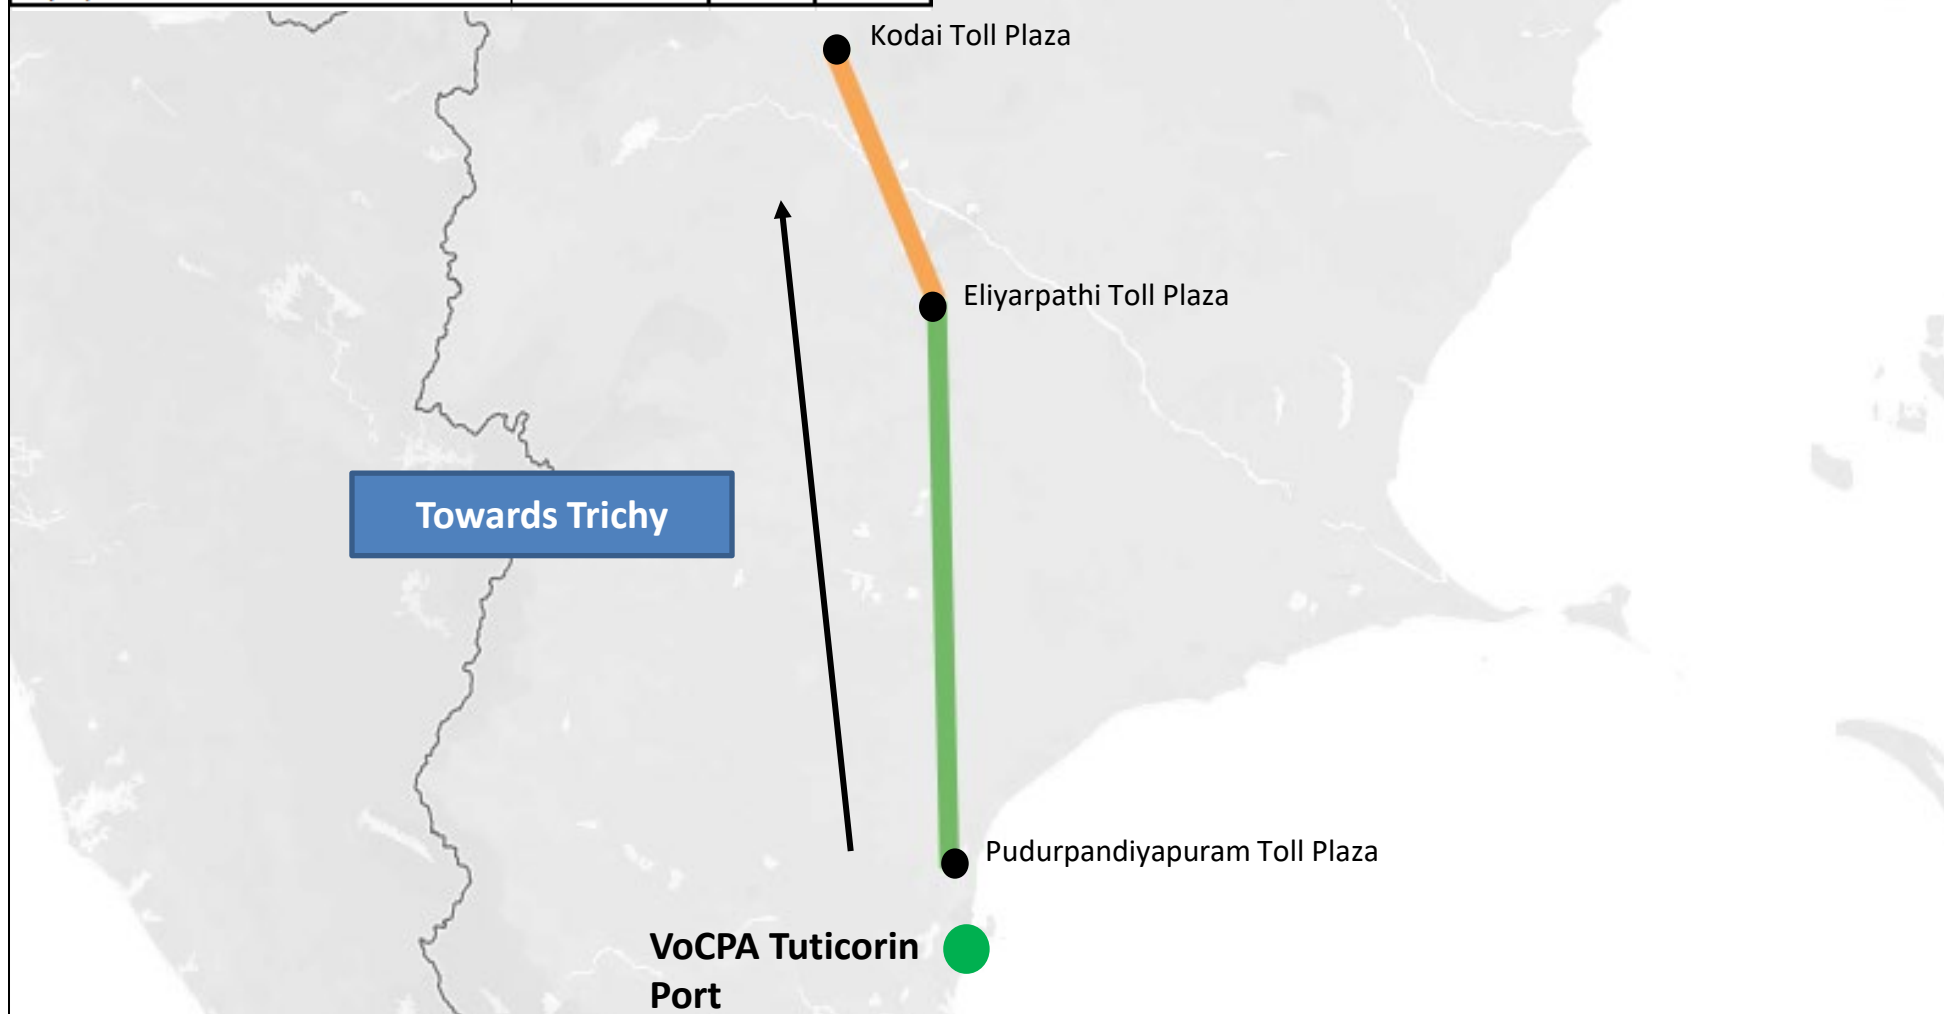 Kodai Toll Plaza
Eliyarpathi Toll Plaza
Towards Trichy
Pudurpandiyapuram Toll Plaza
VoCPA Tuticorin
Port